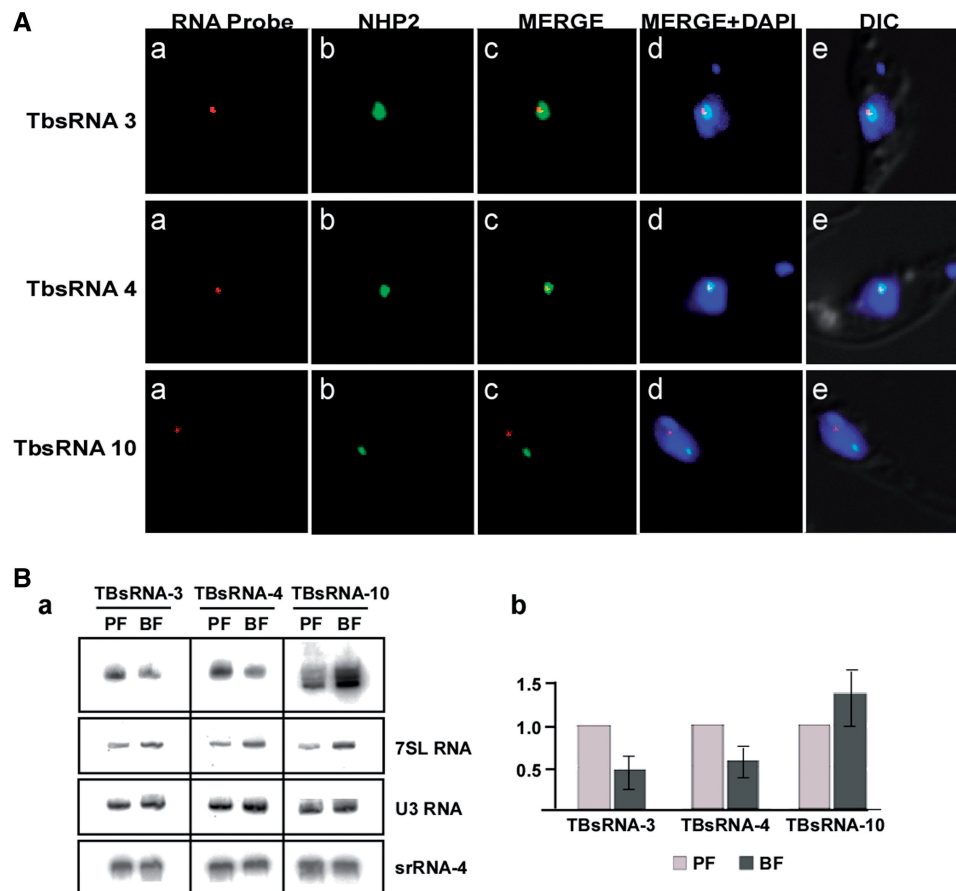 A
RNA Probe NHP2 MERGE MERGE+DAPI DIC
a b c d e
TbsRNA 3
a b c d e
TbsRNA 4
a b c d e
TbsRNA 10
B
a
TBsRNA-3 TBsRNA-4 TBsRNA-10
PF BF PF BF PF BF
7SL RNA
U3 RNA
srRNA-4
b
1.5
1.0
0.5
TBsRNA-3 TBsRNA-4 TBsRNA-10
PF BF